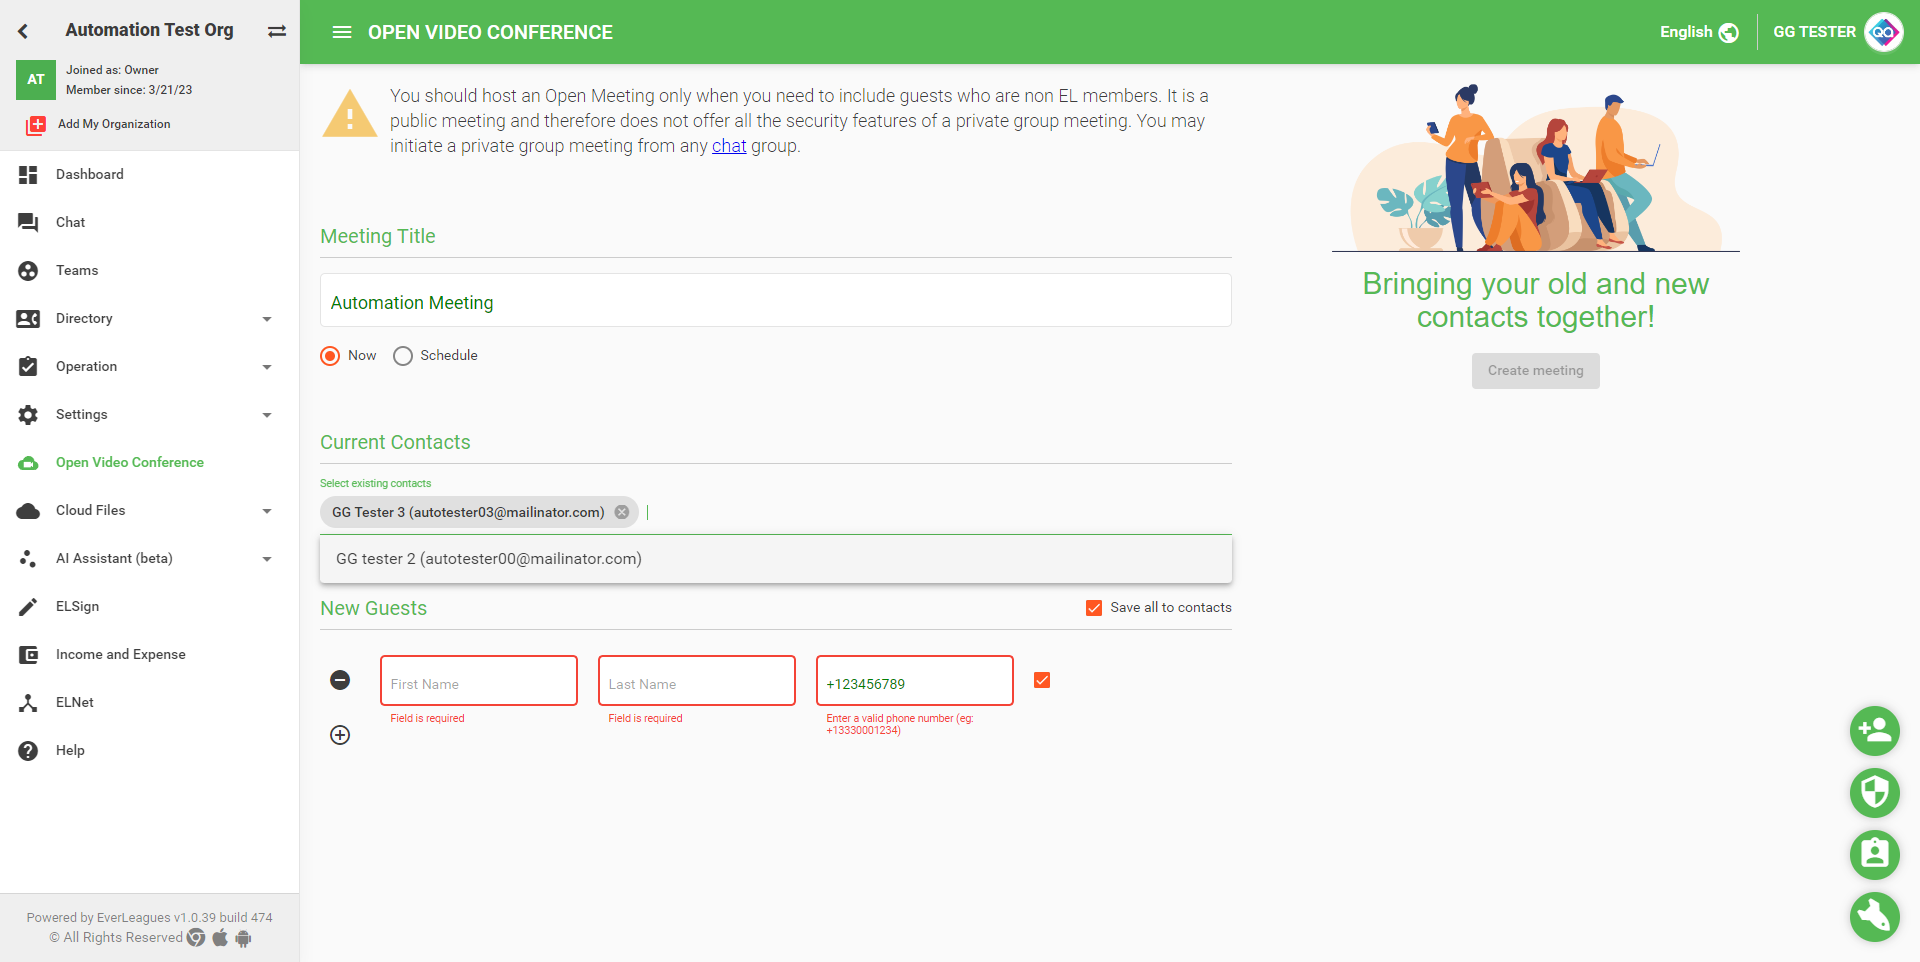 Automation Test Org
AT
Joined as: Owner
Member since: 3/21/23
Add My Organization
Dashboard
Chat
Teams
Directory
Operation
Settings
Open Video Conference
Cloud Files
AI Assistant (beta)
ELSign
Income and Expense
ELNet
Help
Powered by EverLeagues v1.0.39 build 474
© All Rights Reserved
OPEN VIDEO CONFERENCE
English
GG TESTER
QA
You should host an Open Meeting only when you need to include guests who are non EL members. It is a
public meeting and therefore does not offer all the security features of a private group meeting. You may
initiate a private group meeting from any chat group.
Meeting Title
Automation Meeting
Now
Schedule
Current Contacts
Select existing contacts
GG Tester 3 (autotester03@mailinator.com)
GG tester 2 (autotester00@mailinator.com)
New Guests
Save all to contacts
First Name
Last Name
+123456789
Field is required
Field is required
Enter a valid phone number (eg:
+13330001234)
Bringing your old and new
contacts together!
Create meeting